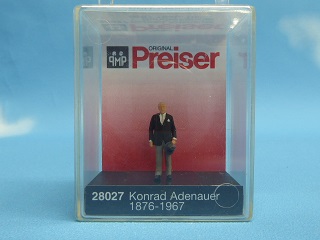 ORIGINAL
PMP Preiser
28027 Konrad Adenauer
1876-1967